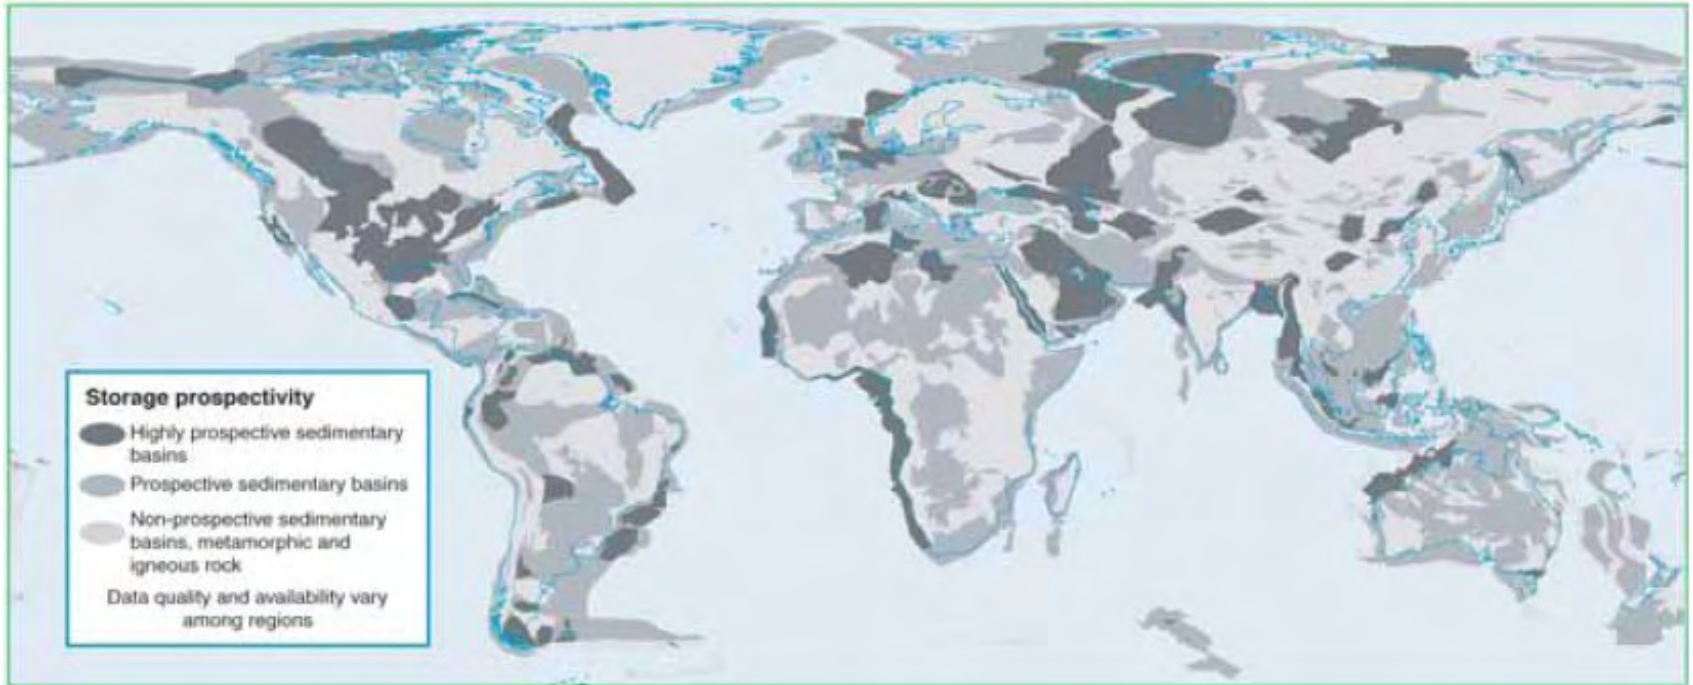 Storage prospectivity
Highly prospective sedimentary
basins
Prospective sedimentary basins
Non-prospective sedimentary
basins, metamorphic and
igneous rock
Data quality and availability vary
among regions